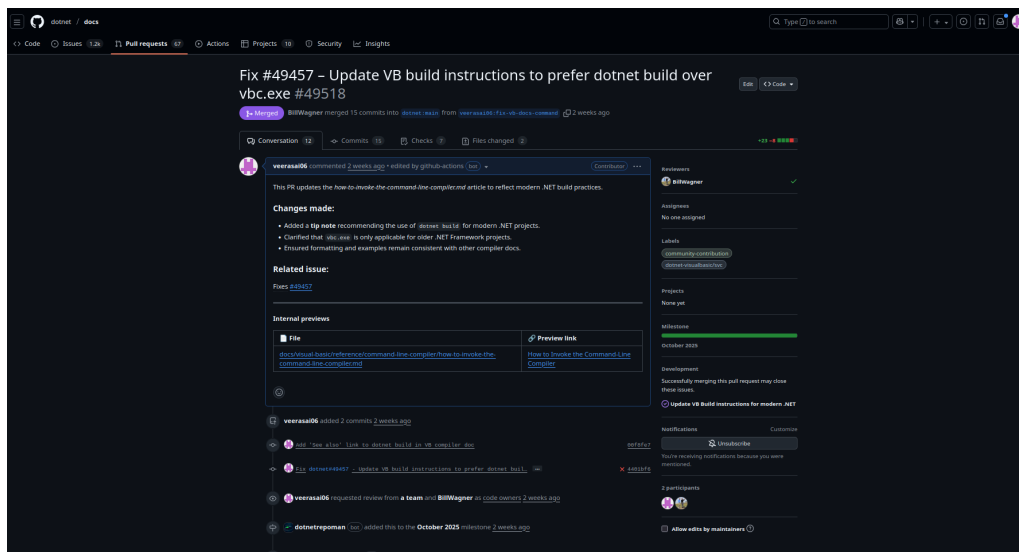 dotnet / docs
Type / to search
Code Issues 1.2k Pull requests 67 Actions Projects 10 Security Insights
Fix #49457 – Update VB build instructions to prefer dotnet build over
vbc.exe #49518
Edit Code
Merged BillWagner merged 15 commits into dotnet:main from veerasai06:fix-vb-docs-command 2 weeks ago
Conversation 12 Commits 15 Checks 7 Files changed 2
veerasai06 commented 2 weeks ago • edited by github-actions bot
Contributor
This PR updates the how-to-invoke-the-command-line-compiler.md article to reflect modern .NET build practices.
Changes made:
• Added a tip note recommending the use of dotnet build for modern .NET projects.
• Clarified that vbc.exe is only applicable for older .NET Framework projects.
• Ensured formatting and examples remain consistent with other compiler docs.
Related issue:
Fixes #49457
Internal previews
File Preview link
docs/visual-basic/reference/command-line-compiler/how-to-invoke-the-
command-line-compiler.md
How to Invoke the Command-Line
Compiler
veerasai06 added 2 commits 2 weeks ago
Add 'See also' link to dotnet build in VB compiler doc
Fix dotnet#49457 – Update VB build instructions to prefer dotnet buil…
veerasai06 requested review from a team and BillWagner as code owners 2 weeks ago
dotnetrepoman bot added this to the October 2025 milestone 2 weeks ago
Reviewers
BillWagner
Assignees
No one assigned
Labels
community-contribution
dotnet-visualbasic/svc
Projects
None yet
Milestone
October 2025
Development
Successfully merging this pull request may close
these issues.
Update VB Build instructions for modern .NET
Notifications
Customize
Unsubscribe
You're receiving notifications because you were
mentioned.
2 participants
Allow edits by maintainers